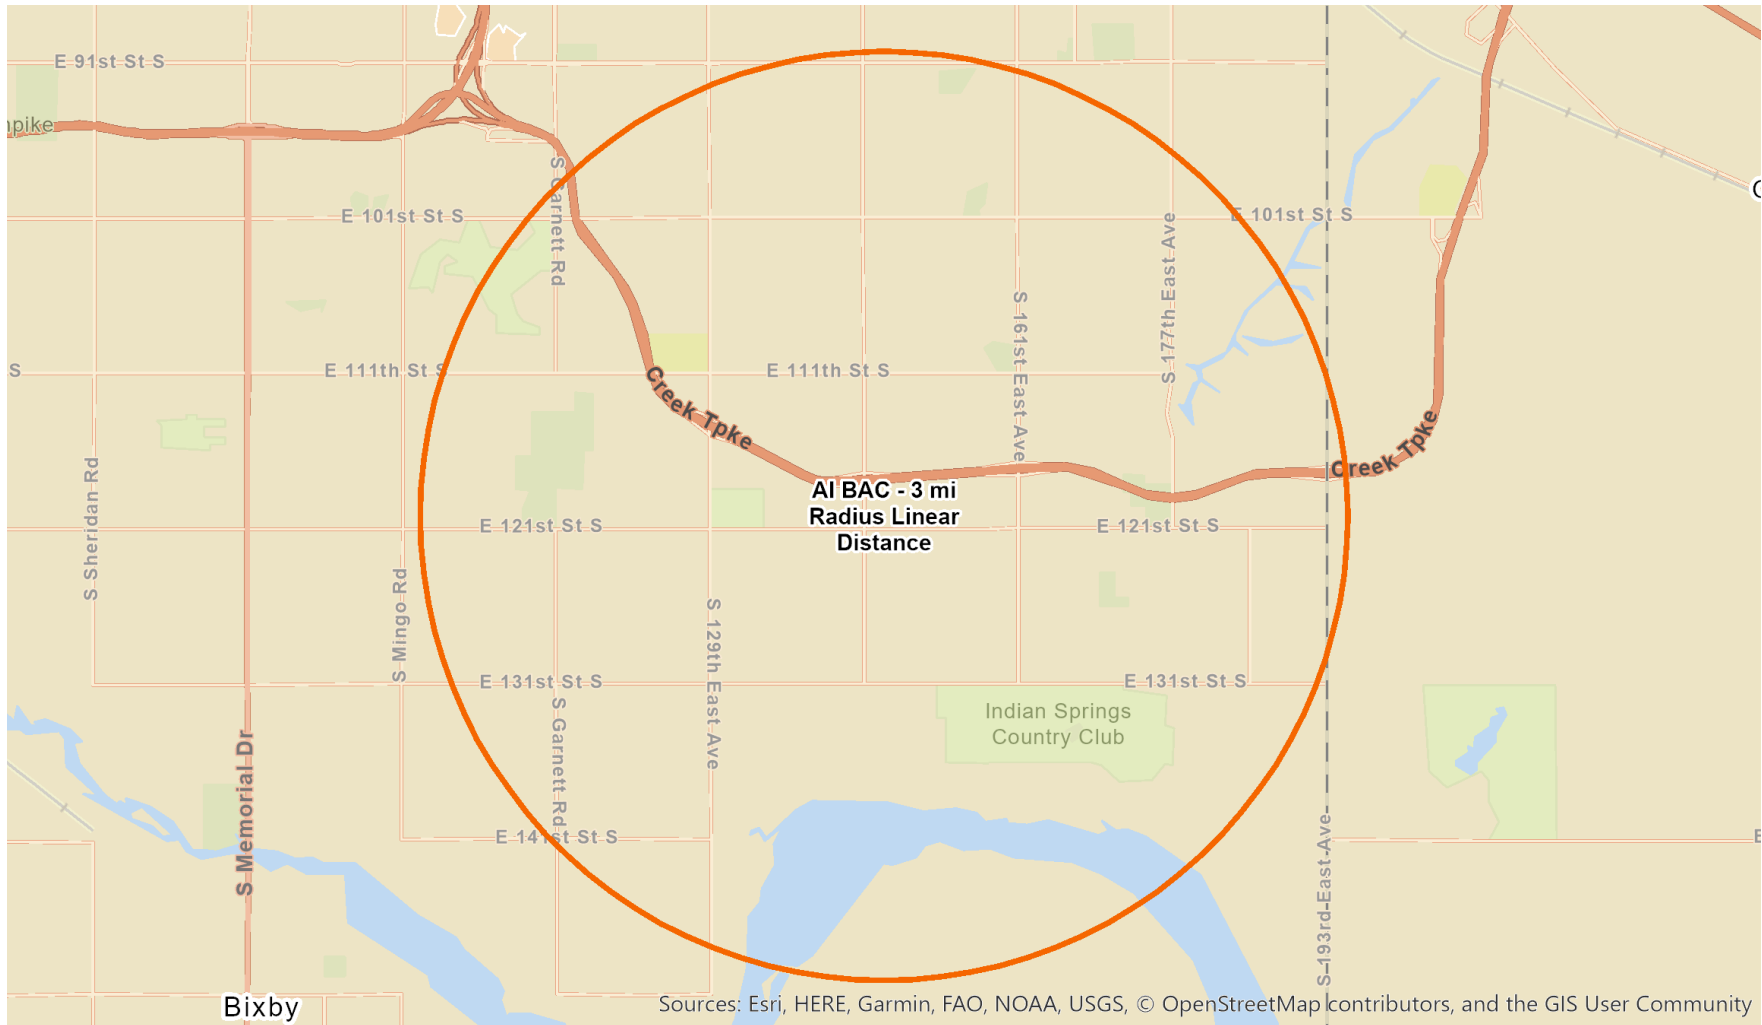 E 91st St S
npike
S Garnett Rd
E 101st St S
E 101st St S
S 177th East Ave
S 161st East Ave
S
E 111th St S
E 111th St S
Creek Tpke
Creek Tpke
AI BAC - 3 mi
Radius Linear
Distance
S Sheridan Rd
E 121st St S
E 121st St S
S Mingo Rd
S 129th East Ave
E 131st St S
E 131st St S
S Garnett Rd
Indian Springs
Country Club
S Memorial Dr
E 141st St S
E
S 193rd East Ave
Bixby
Sources: Esri, HERE, Garmin, FAO, NOAA, USGS, © OpenStreetMap contributors, and the GIS User Community